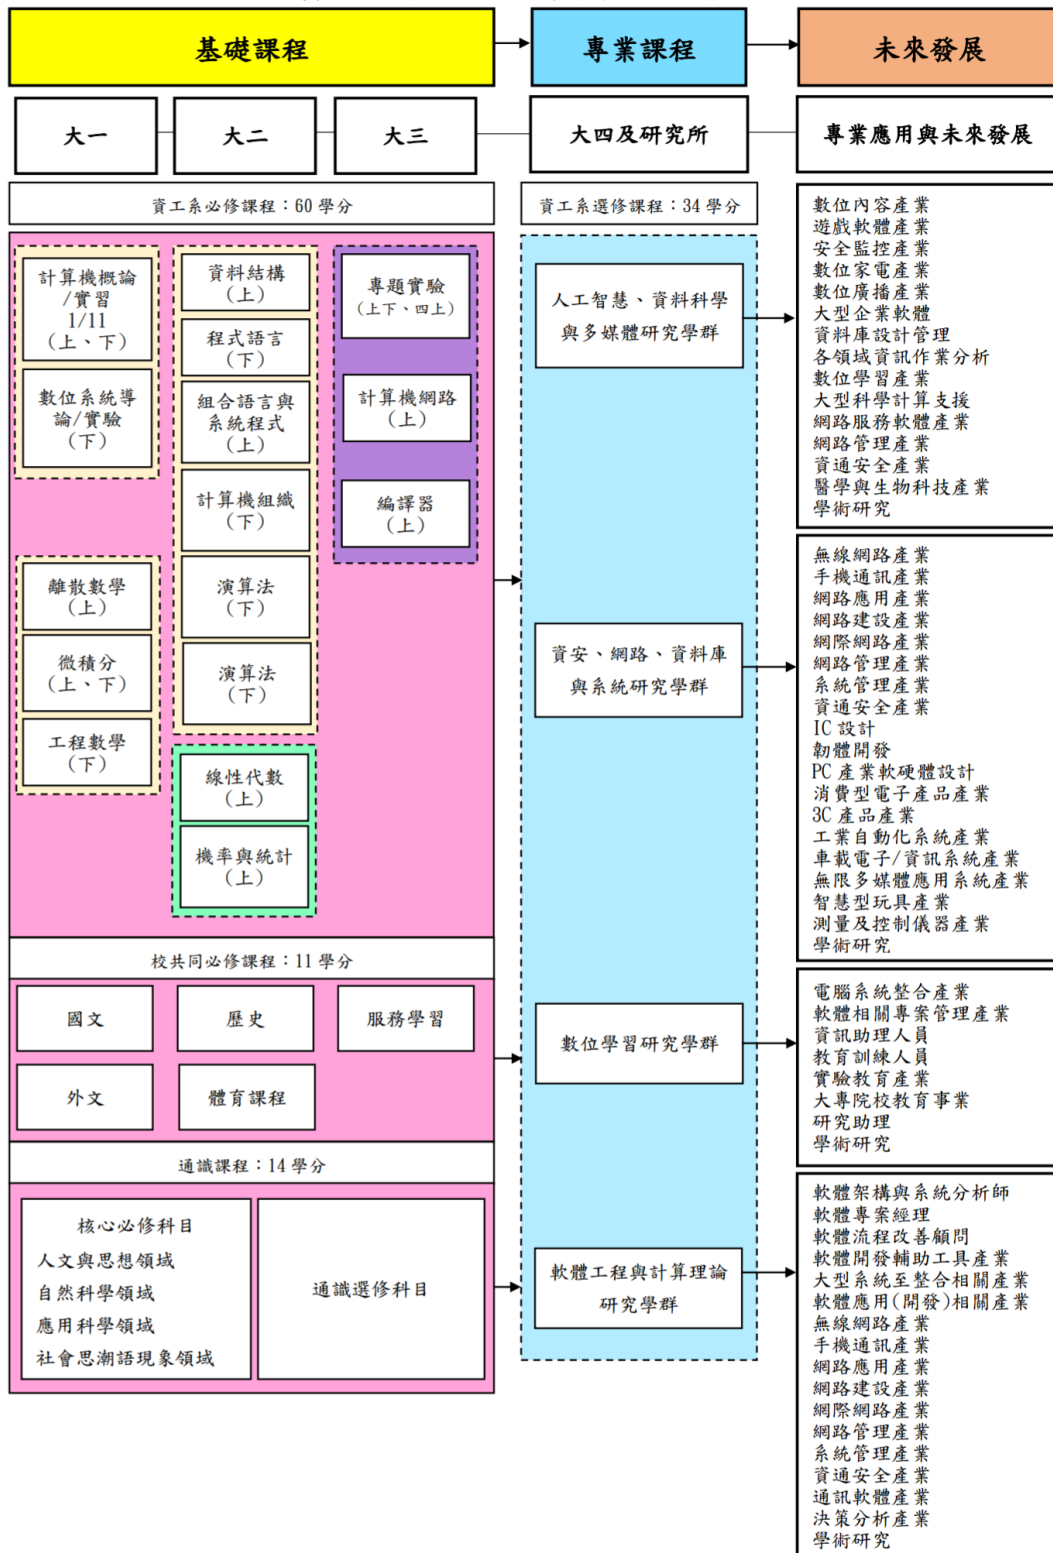 基礎課程
專業課程
未來發展
大一
大二
大三
大四及研究所
專業應用與未來發展
資工系必修課程：60 學分
計算機概論
/實習
1/11
(上、下)
數位系統導
論/實驗
(下)
離散數學
(上)
微積分
(上、下)
工程數學
(下)
資料結構
(上)
程式語言
(下)
組合語言與
系統程式
(上)
計算機組織
(下)
演算法
(下)
演算法
(下)
線性代數
(上)
機率與統計
(上)
專題實驗
(上下、四上)
計算機網路
(上)
編譯器
(上)
校共同必修課程：11 學分
國文
歷史
服務學習
外文
體育課程
通識課程：14 學分
核心必修科目
人文與思想領域
自然科學領域
應用科學領域
社會思潮語現象領域
通識選修科目
資工系選修課程：34 學分
人工智慧、資料科學
與多媒體研究學群
資安、網路、資料庫
與系統研究學群
數位學習研究學群
軟體工程與計算理論
研究學群
數位內容產業
遊戲軟體產業
安全監控產業
數位家電產業
數位廣播產業
大型企業軟體
資料庫設計管理
各領域資訊作業分析
數位學習產業
大型科學計算支援
網路服務軟體產業
網路管理產業
資通安全產業
醫學與生物科技產業
學術研究
無線網路產業
手機通訊產業
網路應用產業
網路建設產業
網際網路產業
網路管理產業
系統管理產業
資通安全產業
IC 設計
韌體開發
PC 產業軟硬體設計
消費型電子產品產業
3C 產品產業
工業自動化系統產業
車載電子/資訊系統產業
無限多媒體應用系統產業
智慧型玩具產業
測量及控制儀器產業
學術研究
電腦系統整合產業
軟體相關專案管理產業
資訊助理人員
教育訓練人員
實驗教育產業
大專院校教育事業
研究助理
學術研究
軟體架構與系統分析師
軟體專案經理
軟體流程改善顧問
軟體開發輔助工具產業
大型系統至整合相關產業
軟體應用(開發)相關產業
無線網路產業
手機通訊產業
網路應用產業
網路建設產業
網際網路產業
網路管理產業
系統管理產業
資通安全產業
通訊軟體產業
決策分析產業
學術研究